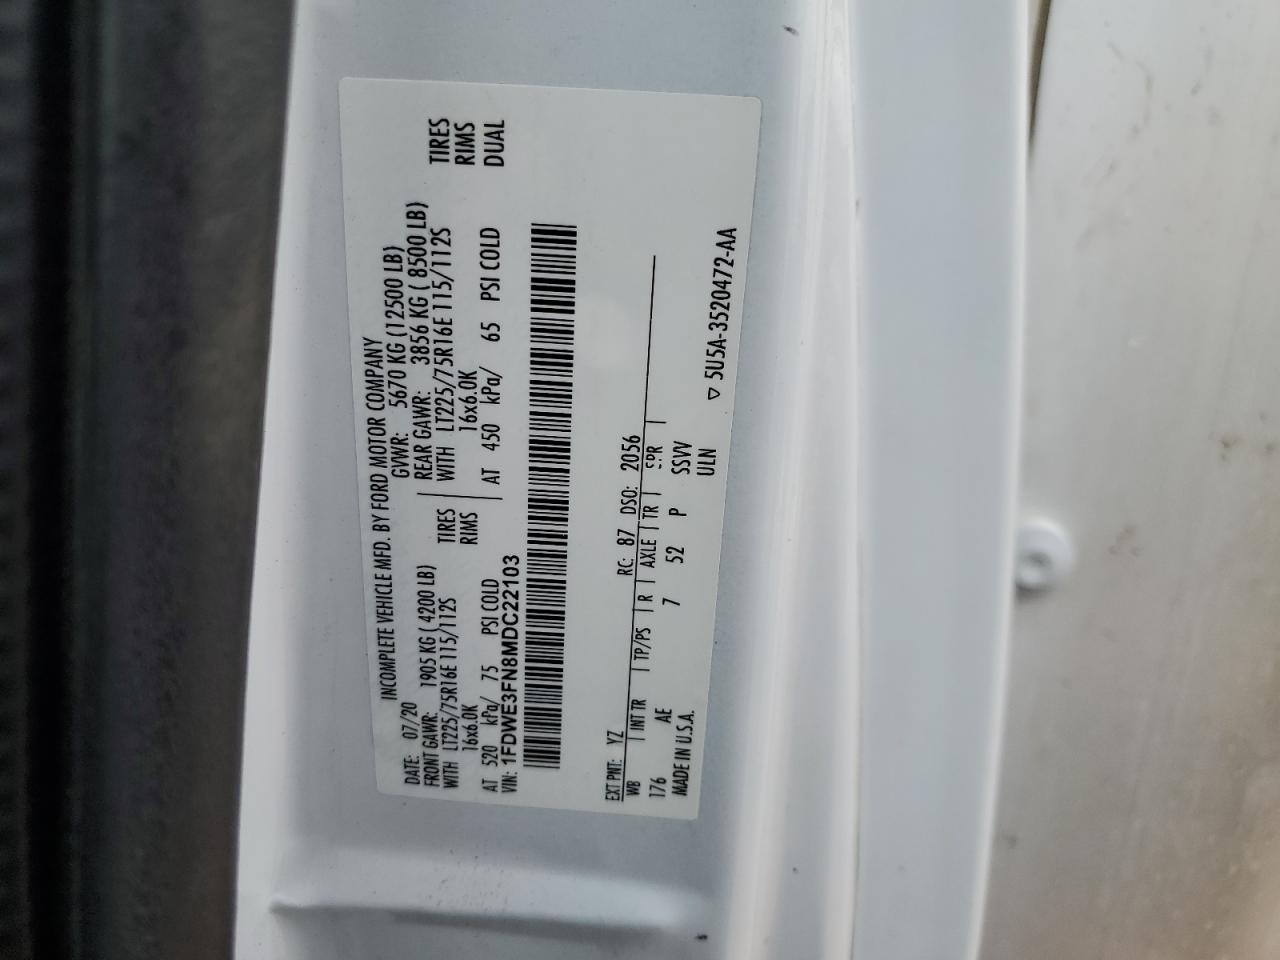 INCOMPLETE VEHICLE MFD. BY FORD MOTOR COMPANY
DATE: 07/20 GVWR: 5670 KG (12500 LB)
FRONT GAWR: 1905 KG ( 4200 LB) REAR GAWR: 3856 KG ( 8500 LB)
WITH LT225/75R16E 115/112S TIRES WITH LT225/75R16E 115/112S TIRES
16x6.0K RIMS 16x6.0K RIMS
AT 520 kPa/ 75 PSI COLD AT 450 kPa/ 65 PSI COLD DUAL
VIN: 1FDWE3FN8MDC22103
EXT PNT: YZ RC: 87 DSO: 2056
WB INT TR TP/PS R AXLE TR SPR
176 AE 7 52 P SSVV
MADE IN U.S.A. ULN
▽ 5U5A-3520472-AA